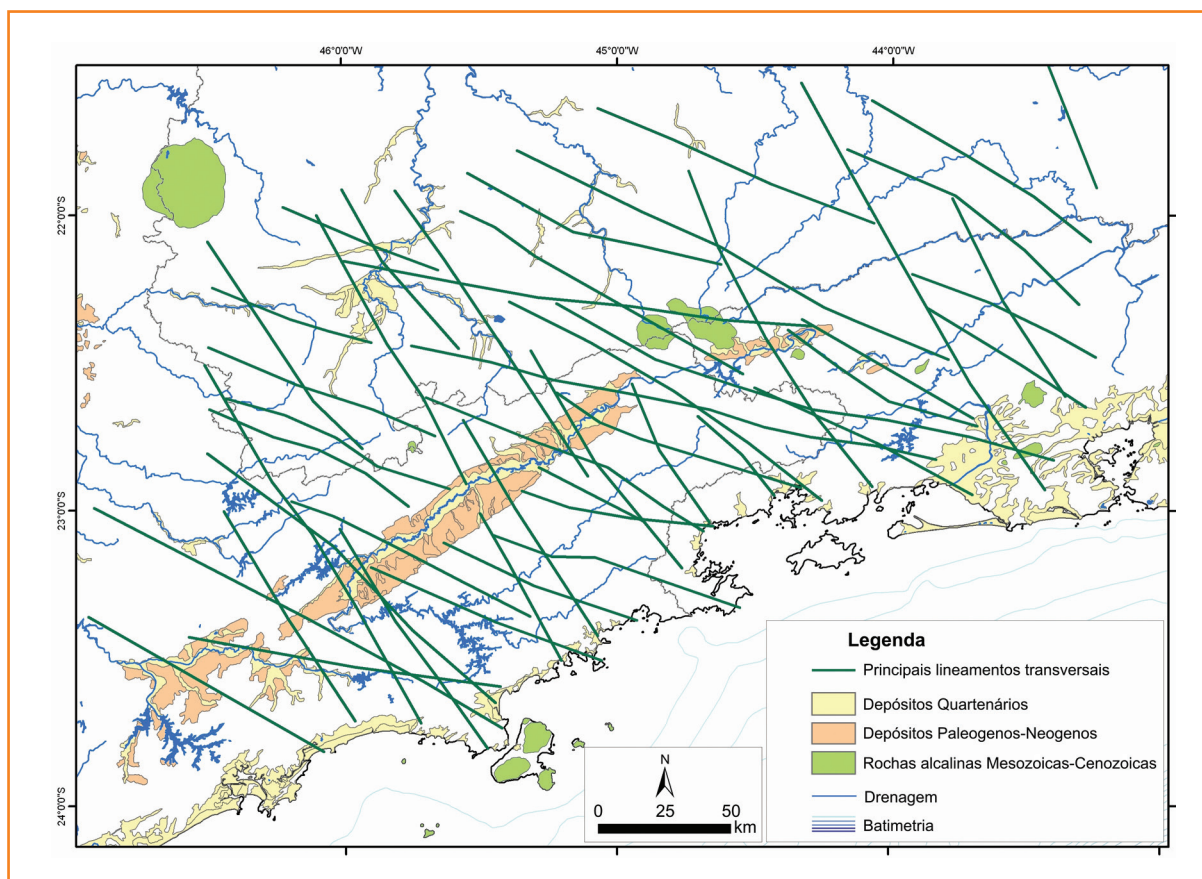 46°0'0"W
45°0'0"W
44°0'0"W
22°0'0"S
23°0'0"S
24°0'0"S
Legenda
Principais lineamentos transversais
Depósitos Quartenários
Depósitos Paleogenos-Neogenos
Rochas alcalinas Mesozoicas-Cenozoicas
Drenagem
Batimetria
N
0 25 50
km